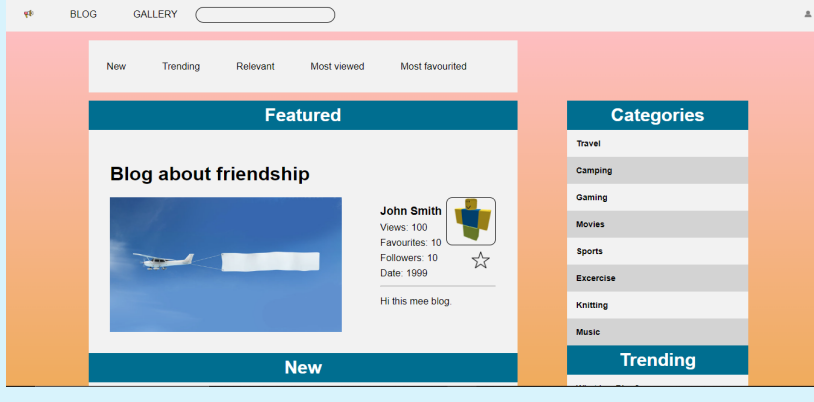 BLOG GALLERY
New Trending Relevant Most viewed Most favourited
Featured
Blog about friendship
John Smith
Views: 100
Favourites: 10
Followers: 10
Date: 1999
Hi this mee blog.
New
Categories
Travel
Camping
Gaming
Movies
Sports
Excercise
Knitting
Music
Trending